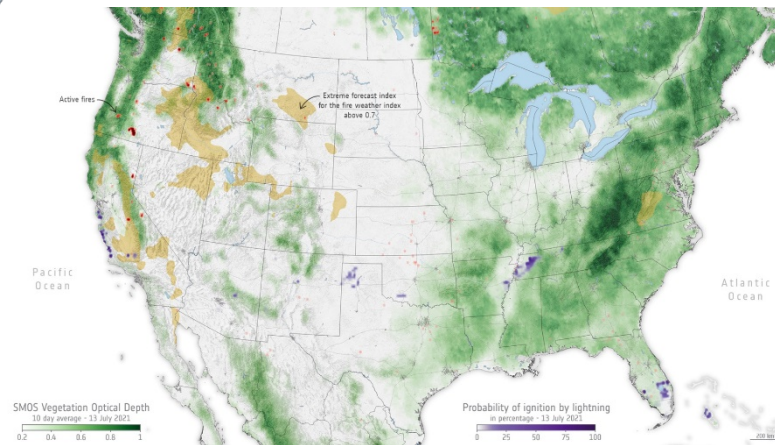 Active fires
Extreme forecast index
for the fire weather index
above 0.7
Pacific
Ocean
Atlantic
Ocean
SMOS Vegetation Optical Depth
10 day average - 13 July 2021
0.2 0.4 0.6 0.8 1
Probability of ignition by lightning
in percentage - 13 July 2021
0 25 50 75 100
200 km